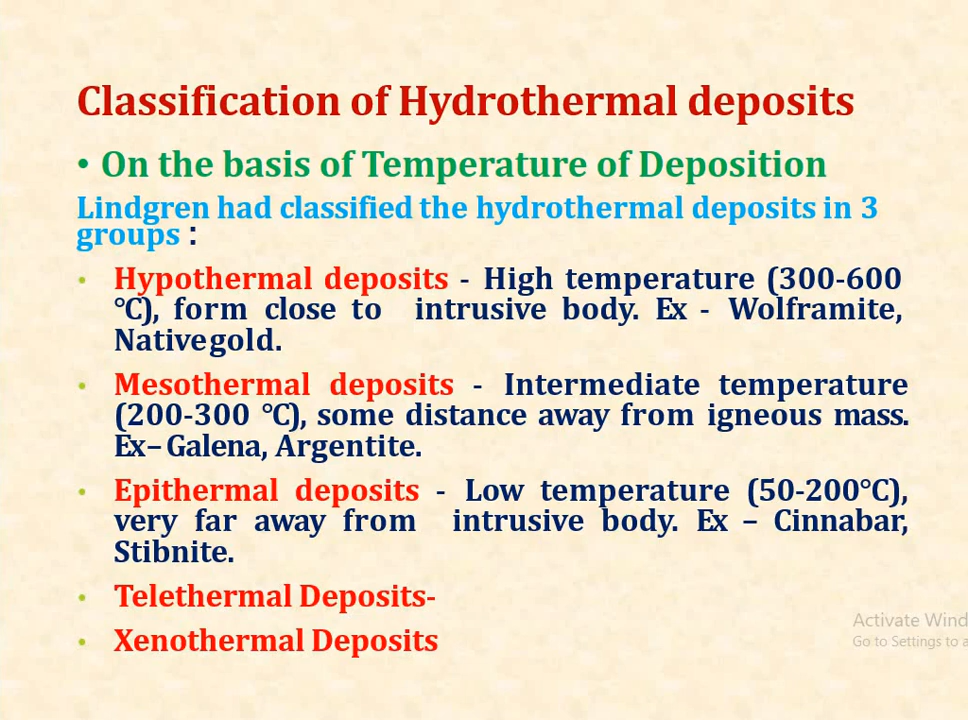 Classification of Hydrothermal deposits
• On the basis of Temperature of Deposition
Lindgren had classified the hydrothermal deposits in 3
groups :
• Hypothermal deposits - High temperature (300-600
°C), form close to intrusive body. Ex - Wolframite,
Native gold.
• Mesothermal deposits - Intermediate temperature
(200-300 °C), some distance away from igneous mass.
Ex– Galena, Argentite.
• Epithermal deposits - Low temperature (50-200°C),
very far away from intrusive body. Ex – Cinnabar,
Stibnite.
• Telethermal Deposits-
• Xenothermal Deposits
Activate Wind
Go to Settings to a